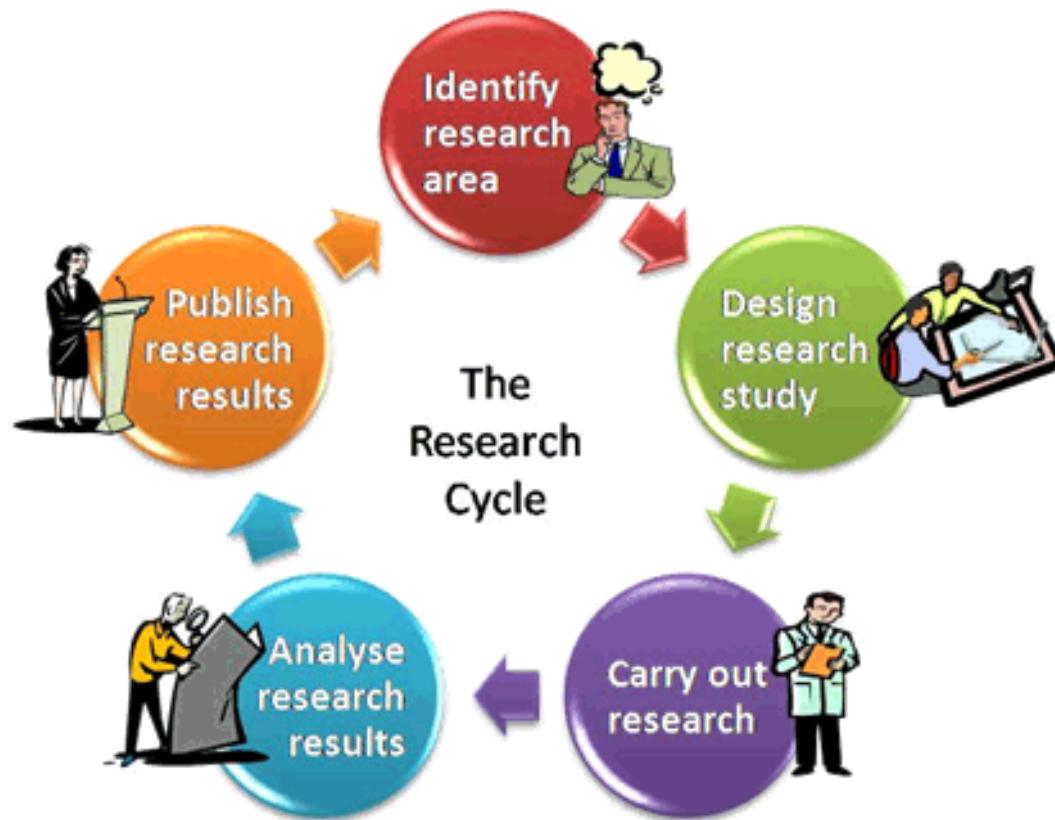 Identify
research
area
Design
research
study
Carry out
research
Analyse
research
results
Publish
research
results
The
Research
Cycle